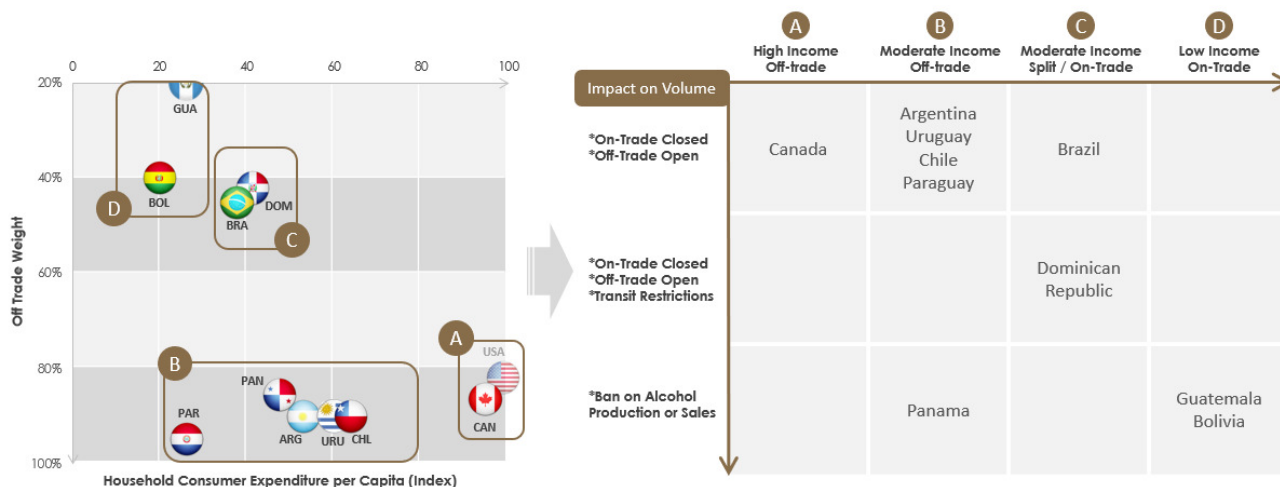 0 20 40 60 80 100
20%
40%
60%
80%
100%
Off Trade Weight
Household Consumer Expenditure per Capita (Index)
GUA
BOL
D
DOM
BRA
C
A
USA
CAN
B
PAN
PAR
ARG
URU
CHL
A
High Income
Off-trade
B
Moderate Income
Off-trade
C
Moderate Income
Split / On-Trade
D
Low Income
On-Trade
Impact on Volume
*On-Trade Closed
*Off-Trade Open
Canada
Argentina
Uruguay
Chile
Paraguay
Brazil
*On-Trade Closed
*Off-Trade Open
*Transit Restrictions
Dominican
Republic
*Ban on Alcohol
Production or Sales
Panama
Guatemala
Bolivia